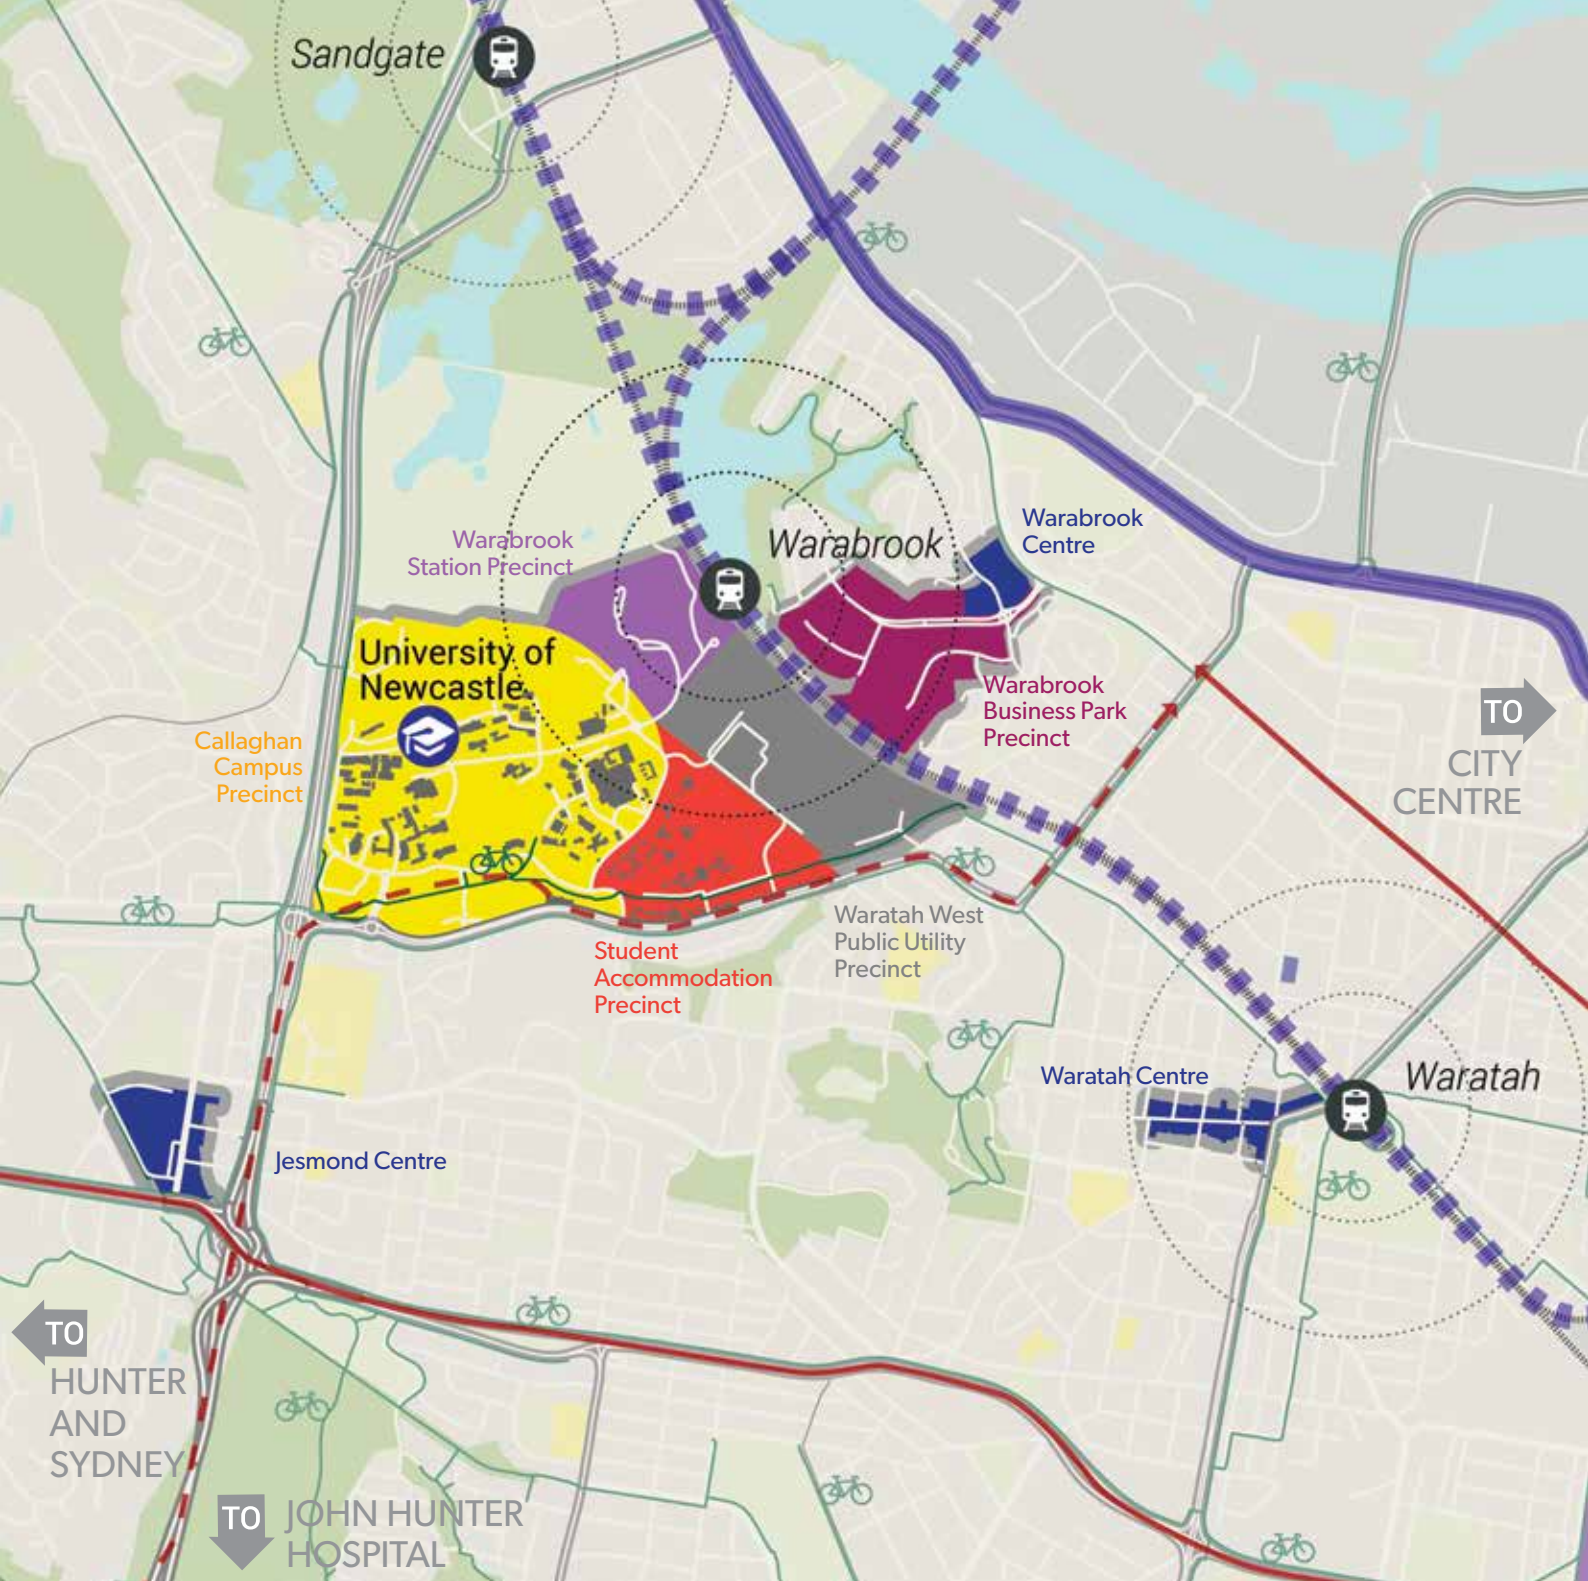 Sandgate
Warabrook
Centre
Warabrook
Station Precinct
Warabrook
University of
Newcastle
Warabrook
Business Park
Precinct
TO
CITY
CENTRE
Callaghan
Campus
Precinct
Waratah West
Public Utility
Precinct
Student
Accommodation
Precinct
Waratah Centre
Waratah
Jesmond Centre
TO
HUNTER
AND
SYDNEY
TO
JOHN HUNTER
HOSPITAL